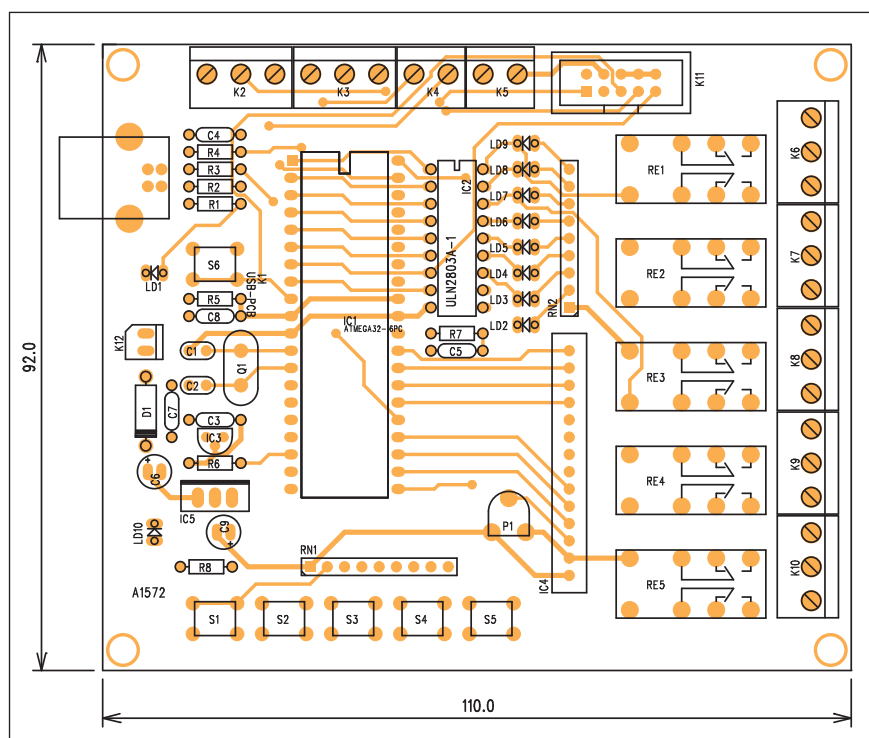 K2
K3
K4
K5
K11
C4
R4
R3
R2
R1
LD9
LD8
LD7
LD6
LD5
LD4
LD3
LD2
IC2
ULN2803A-1
RE1
K6
RE2
K7
S6
K1
USB-PCB
LD1
R5
C8
IC1
ATMEGA32-16PC
RN2
R7
C5
K12
C1
C2
Q1
RE3
K8
D1
C7
C3
IC3
R6
+
C6
IC5
RE4
K9
LD10
C9
+
P1
RN1
R8
IC4
RE5
K10
A1572
S1
S2
S3
S4
S5
92.0
110.0